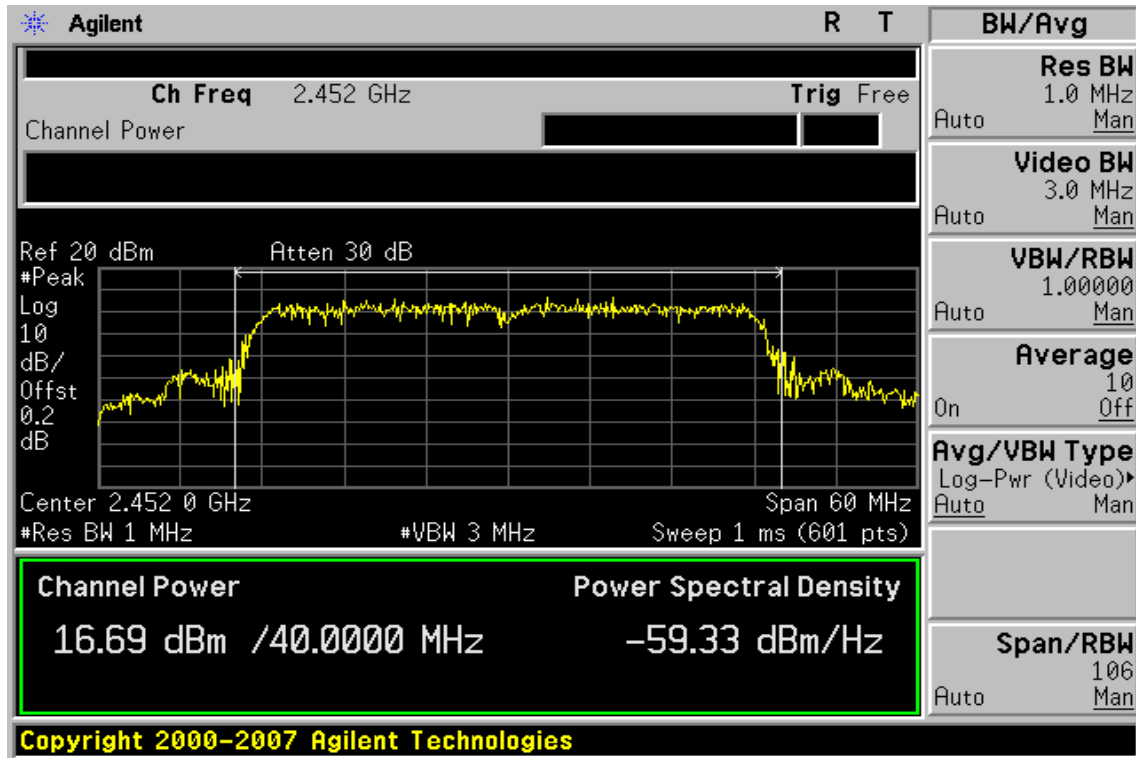 Agilent R T
Ch Freq 2.452 GHz Trig Free
Channel Power
Ref 20 dBm Atten 30 dB
#Peak
Log
10
dB/
Offst
0.2
dB
Center 2.452 0 GHz Span 60 MHz
#Res BW 1 MHz #VBW 3 MHz Sweep 1 ms (601 pts)
Channel Power Power Spectral Density
16.69 dBm /40.0000 MHz -59.33 dBm/Hz
Copyright 2000-2007 Agilent Technologies
BW/Avg
Res BW
1.0 MHz
Auto Man
Video BW
3.0 MHz
Auto Man
VBW/RBW
1.00000
Auto Man
Average
10
On Off
Avg/VBW Type
Log-Pwr (Video)▸
Auto Man
Span/RBW
106
Auto Man